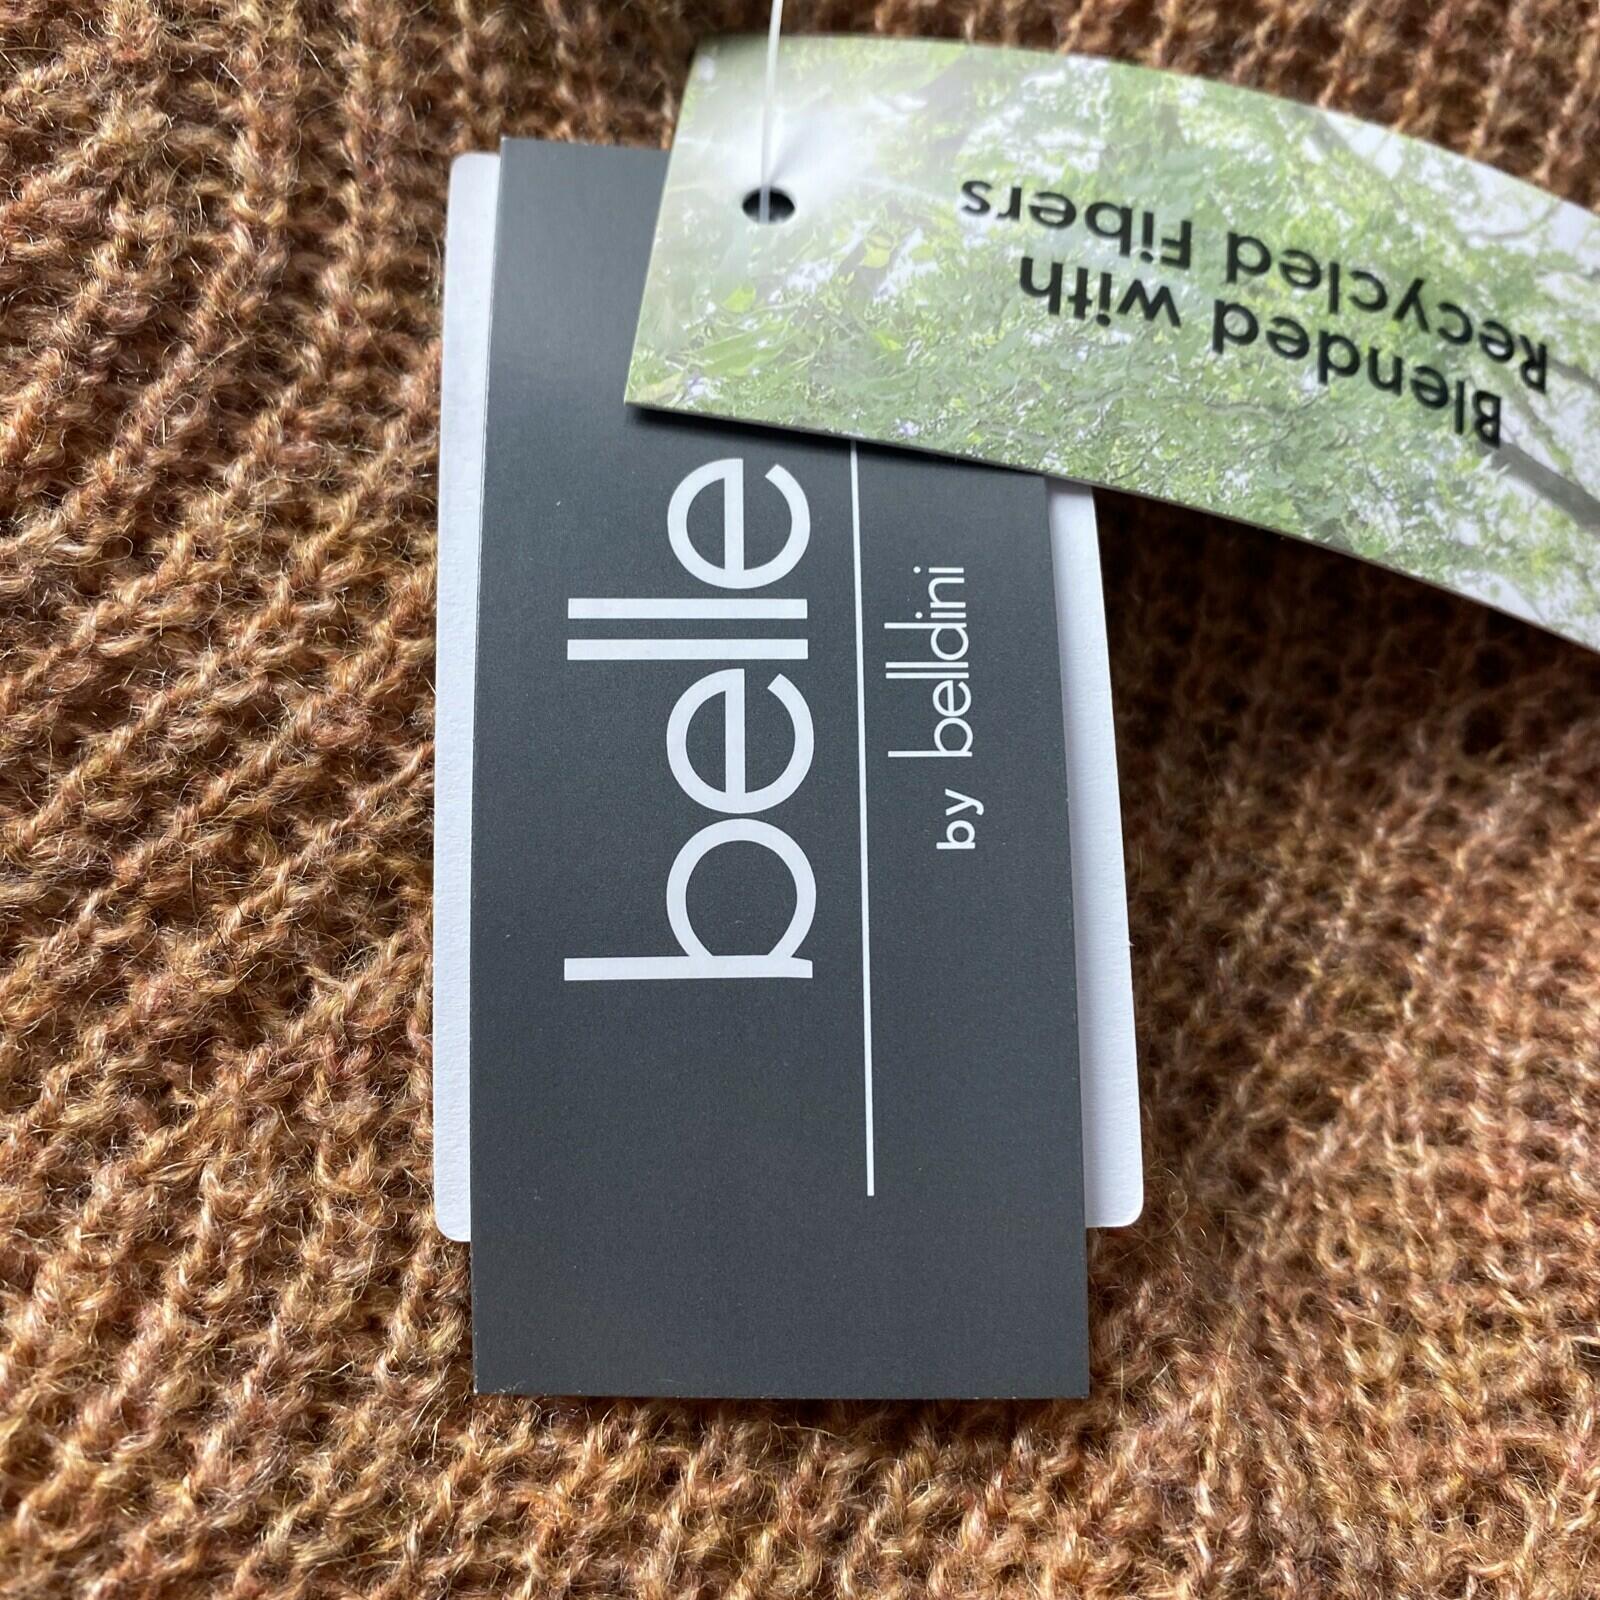 belle
by belldini
Blended with
Recycled Fibers